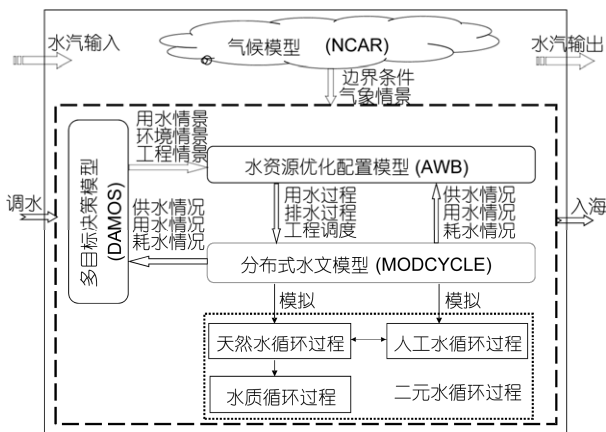 水汽输入
气候模型 (NCAR)
水汽输出
边界条件
气象情景
用水情景
环境情景
工程情景
水资源优化配置模型 (AWB)
多目标决策模型
(DAMOS)
调水
入海
供水情况
用水情况
耗水情况
用水过程
排水过程
工程调度
供水情况
用水情况
耗水情况
分布式水文模型 (MODCYCLE)
模拟
模拟
天然水循环过程
人工水循环过程
水质循环过程
二元水循环过程